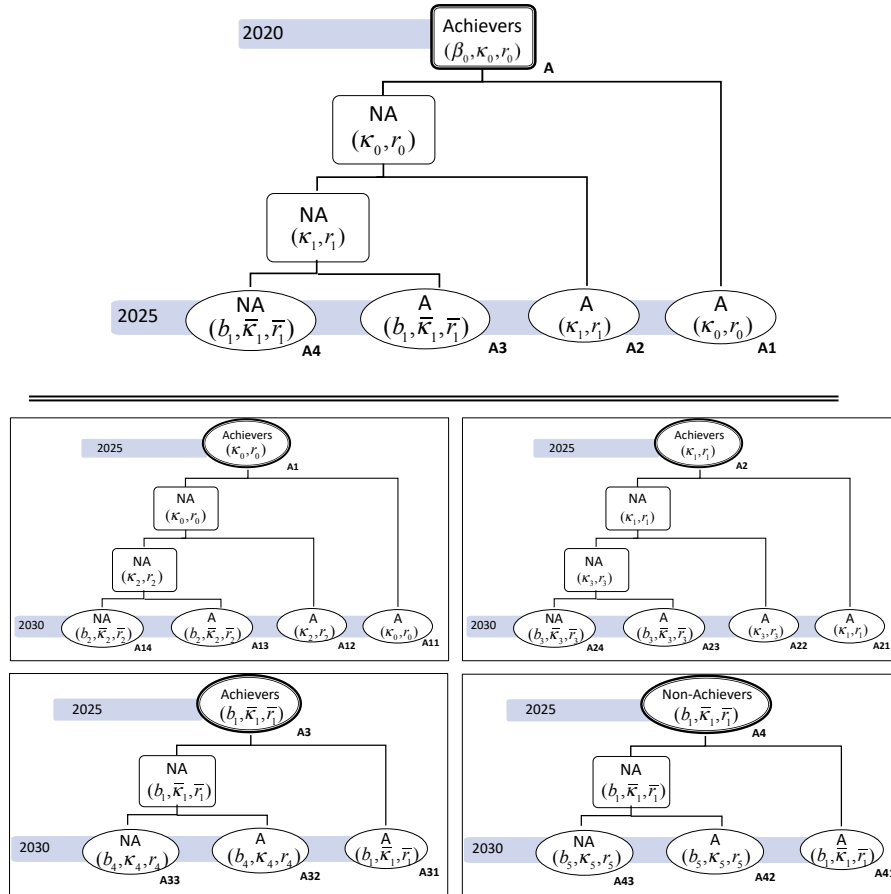 2020
Achievers
(β₀,κ₀,r₀)
A
NA
(κ₀,r₀)
NA
(κ₁,r₁)
2025
NA
(b₁,κ̅₁,r̅₁)
A4
A
(b₁,κ̅₁,r̅₁)
A3
A
(κ₁,r₁)
A2
A
(κ₀,r₀)
A1
2025
Achievers
(κ₀,r₀)
A1
NA
(κ₀,r₀)
NA
(κ₂,r₂)
2030
NA
(b₂,κ̅₂,r̅₂)
A14
A
(b₂,κ̅₂,r̅₂)
A13
A
(κ₂,r₂)
A12
A
(κ₀,r₀)
A11
2025
Achievers
(κ₁,r₁)
A2
NA
(κ₁,r₁)
NA
(κ₃,r₃)
2030
NA
(b₃,κ̅₃,r̅₃)
A24
A
(b₃,κ̅₃,r̅₃)
A23
A
(κ₃,r₃)
A22
A
(κ₁,r₁)
A21
2025
Achievers
(b₁,κ̅₁,r̅₁)
A3
NA
(b₁,κ̅₁,r̅₁)
2030
NA
(b₄,κ₄,r₄)
A33
A
(b₄,κ₄,r₄)
A32
A
(b₁,κ̅₁,r̅₁)
A31
2025
Non-Achievers
(b₁,κ̅₁,r̅₁)
A4
NA
(b₁,κ̅₁,r̅₁)
2030
NA
(b₅,κ₅,r₅)
A43
A
(b₅,κ₅,r₅)
A42
A
(b₁,κ̅₁,r̅₁)